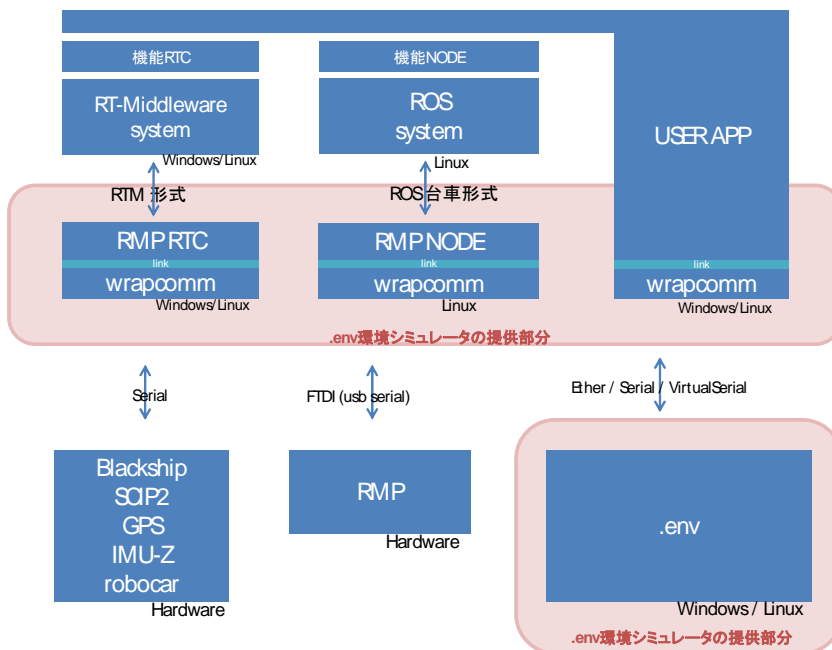 機能RTC
機能NODE
RT-Middleware
system
ROS
system
USER APP
Windows/Linux
Linux
RTM 形式
ROS台車形式
RMP RTC
link
wrapcomm
RMP NODE
link
wrapcomm
link
wrapcomm
Windows/Linux
Linux
Windows/Linux
.env環境シミュレータの提供部分
Serial
FTDI (usb serial)
Ether / Serial / VirtualSerial
Blackship
SCIP2
GPS
IMU-Z
robocar
Hardware
RMP
Hardware
.env
Windows / Linux
.env環境シミュレータの提供部分